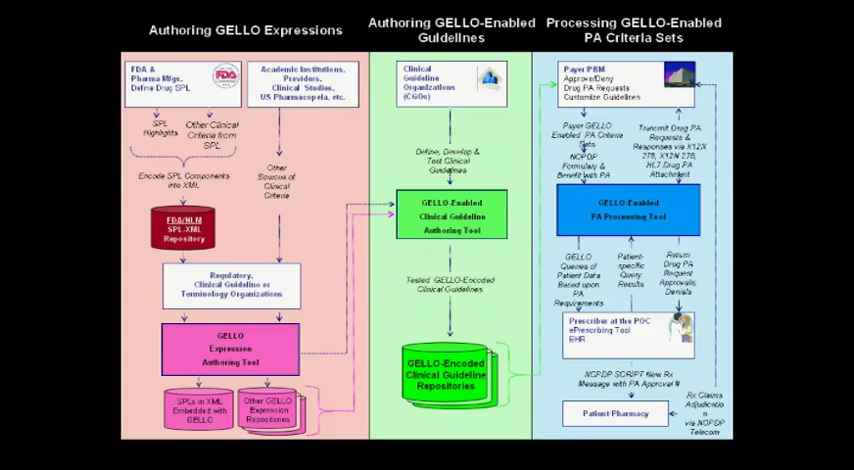 Authoring GELLO Expressions
Authoring GELLO-Enabled
Guidelines
Processing GELLO-Enabled
PA Criteria Sets
FDA &
Pharma Mfgs.
Define Drug SPL
FDA
Academic Institutions,
Providers,
Clinical Studies,
US Pharmacopeia, etc.
SPL
Highlights
Other Clinical
Criteria from
SPL
Encode SPL Components
into XML
Other
Sources of
Clinical
Criteria
FDA/NLM
SPL-XML
Repository
Regulatory,
Clinical Guideline or
Terminology Organizations
GELLO
Expression
Authoring Tool
SPLs in XML
Embedded with
GELLO
Other GELLO
Expression
Repositories
Clinical
Guideline
Organizations
(CGOs)
Define, Develop &
Test Clinical
Guidelines
GELLO-Enabled
Clinical Guideline
Authoring Tool
Tested GELLO-Encoded
Clinical Guidelines
GELLO-Encoded
Clinical Guideline
Repositories
Payer/PBM
Approve/Deny
Drug PA Requests
Customize Guidelines
Payer GELLO
Enabled PA Criteria
Sets
NCPDP
Formulary &
Benefit with PA
Transmit Drug PA
Requests &
Responses via X12N
278, X12N 275,
HL7 Drug PA
Attachment
GELLO-Enabled
PA Processing Tool
GELLO
Queries of
Patient Data
Based upon
PA
Requirements
Patient-
specific
Query
Results
Return
Drug PA
Request
Approvals,
Denials
Prescriber at the POC
ePrescribing Tool
EHR
NCPDP SCRIPT New Rx
Message with PA Approval #
Patient Pharmacy
Rx Claims
Adjudicatio
n
via NCPDP
Telecom